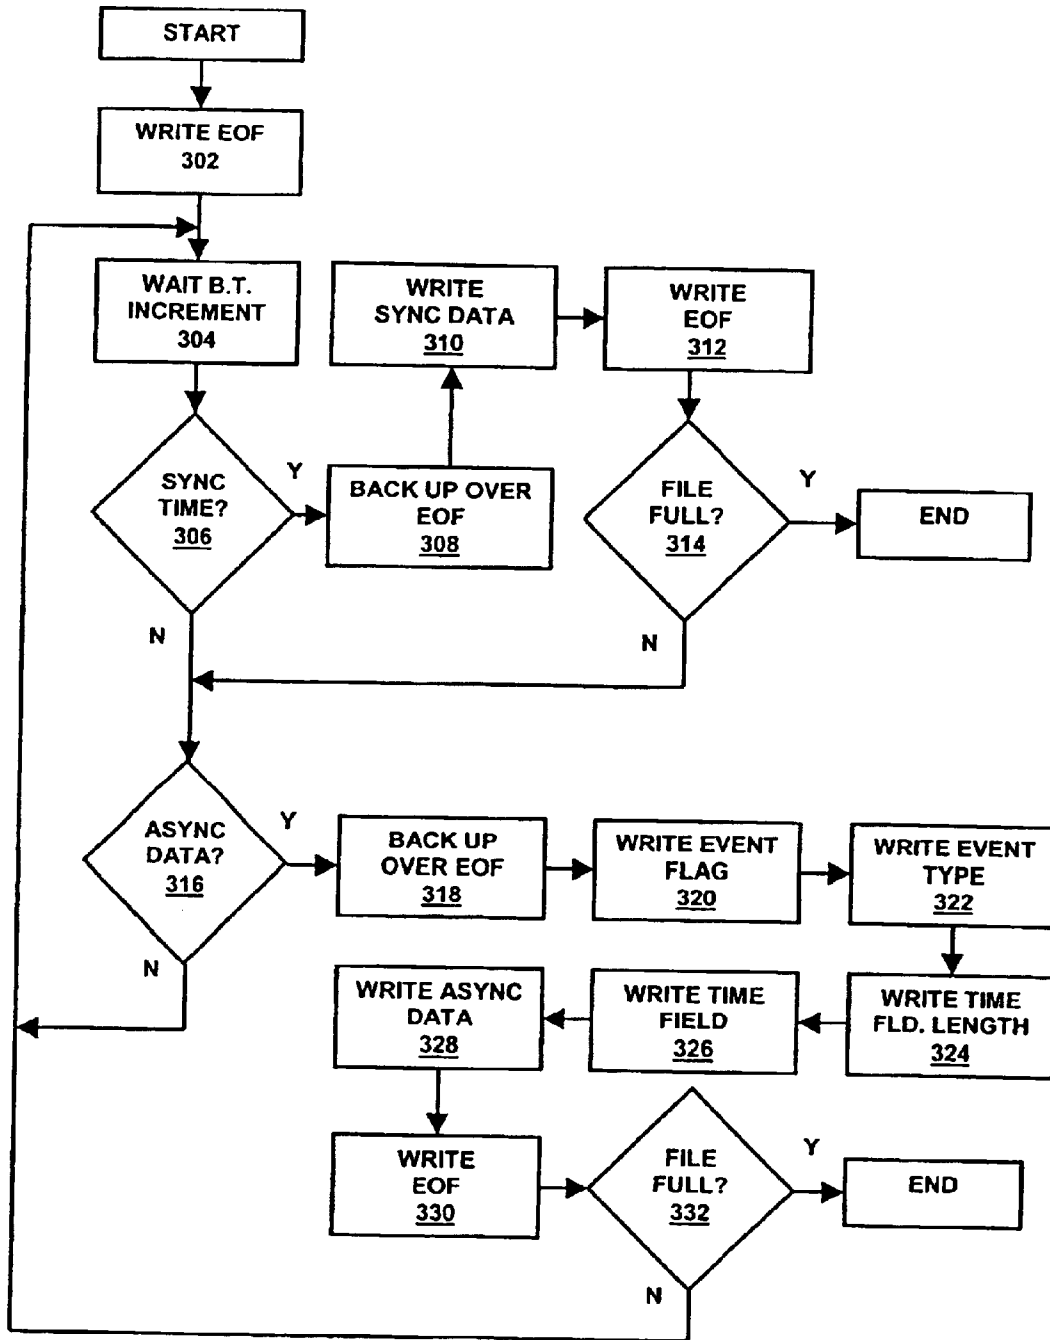 START
WRITE EOF
302
WAIT B.T.
INCREMENT
304
WRITE
SYNC DATA
310
WRITE
EOF
312
SYNC
TIME?
306
Y
BACK UP OVER
EOF
308
FILE
FULL?
314
Y
END
N
N
ASYNC
DATA?
316
Y
BACK UP
OVER EOF
318
WRITE EVENT
FLAG
320
WRITE EVENT
TYPE
322
N
WRITE ASYNC
DATA
328
WRITE TIME
FIELD
326
WRITE TIME
FLD. LENGTH
324
WRITE
EOF
330
FILE
FULL?
332
Y
END
N